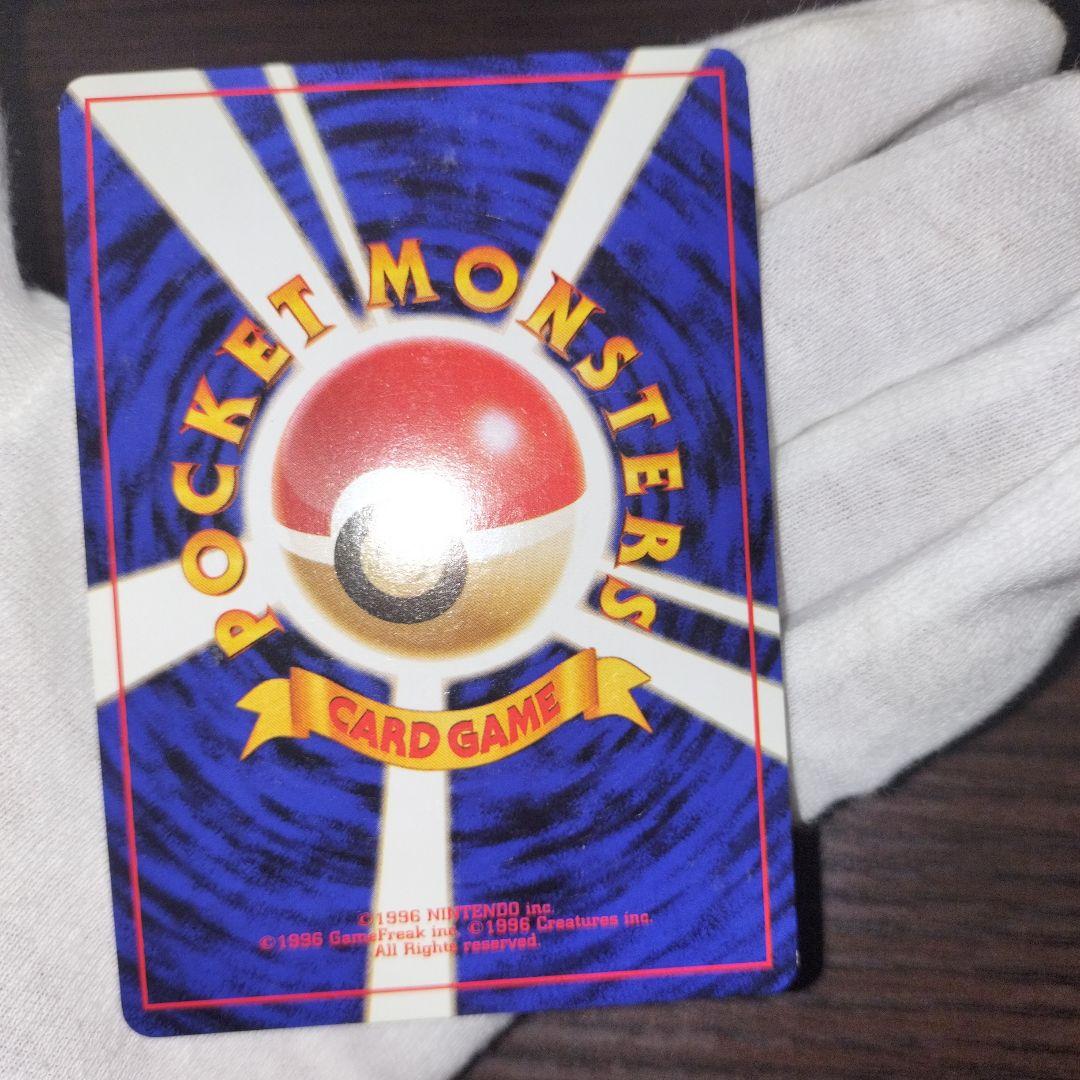 POCKET MONSTERS
CARD GAME
©1996 NINTENDO inc.
©1996 GameFreak inc. ©1996 Creatures inc.
All Rights reserved.